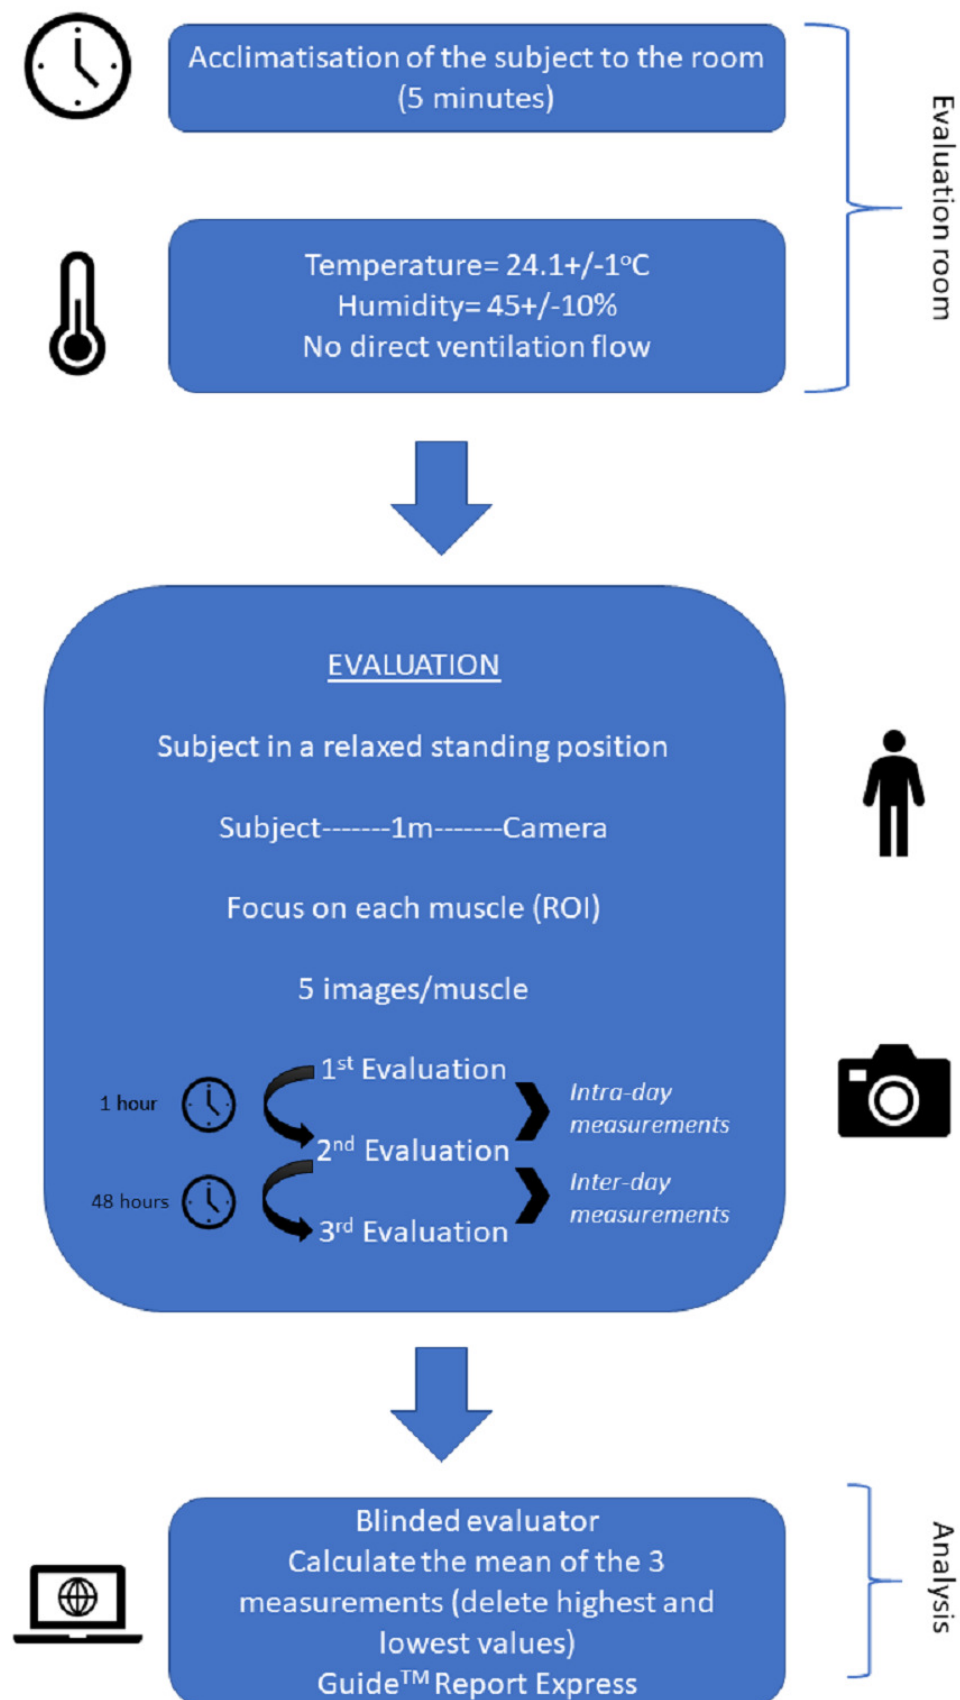 Acclimatisation of the subject to the room
(5 minutes)
Evaluation room
Temperature= 24.1+/-1°C
Humidity= 45+/-10%
No direct ventilation flow
EVALUATION
Subject in a relaxed standing position
Subject-------1m-------Camera
Focus on each muscle (ROI)
5 images/muscle
1st Evaluation
1 hour
Intra-day
measurements
2nd Evaluation
48 hours
Inter-day
measurements
3rd Evaluation
Blinded evaluator
Calculate the mean of the 3
measurements (delete highest and
lowest values)
Guide™ Report Express
Analysis